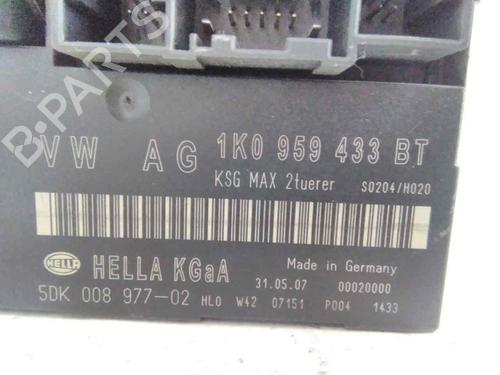 VW AG 1K0 959 433 BT
KSG MAX 2tuerer S0204/H020
HELLA
HELLA KGaA Made in Germany
31.05.07 00020000
5DK 008 977-02 HLO W42 07151 P004 1433
B-PARTS